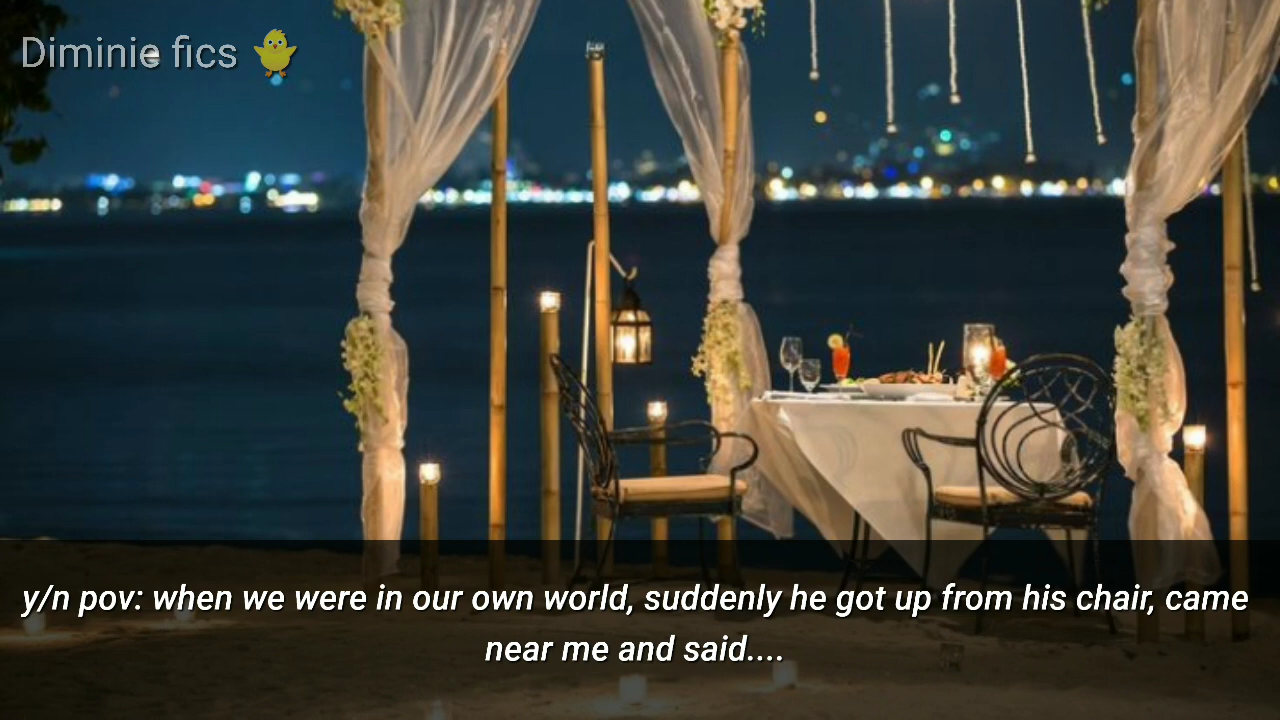 Diminie fics 🐥
y/n pov: when we were in our own world, suddenly he got up from his chair, came
near me and said....